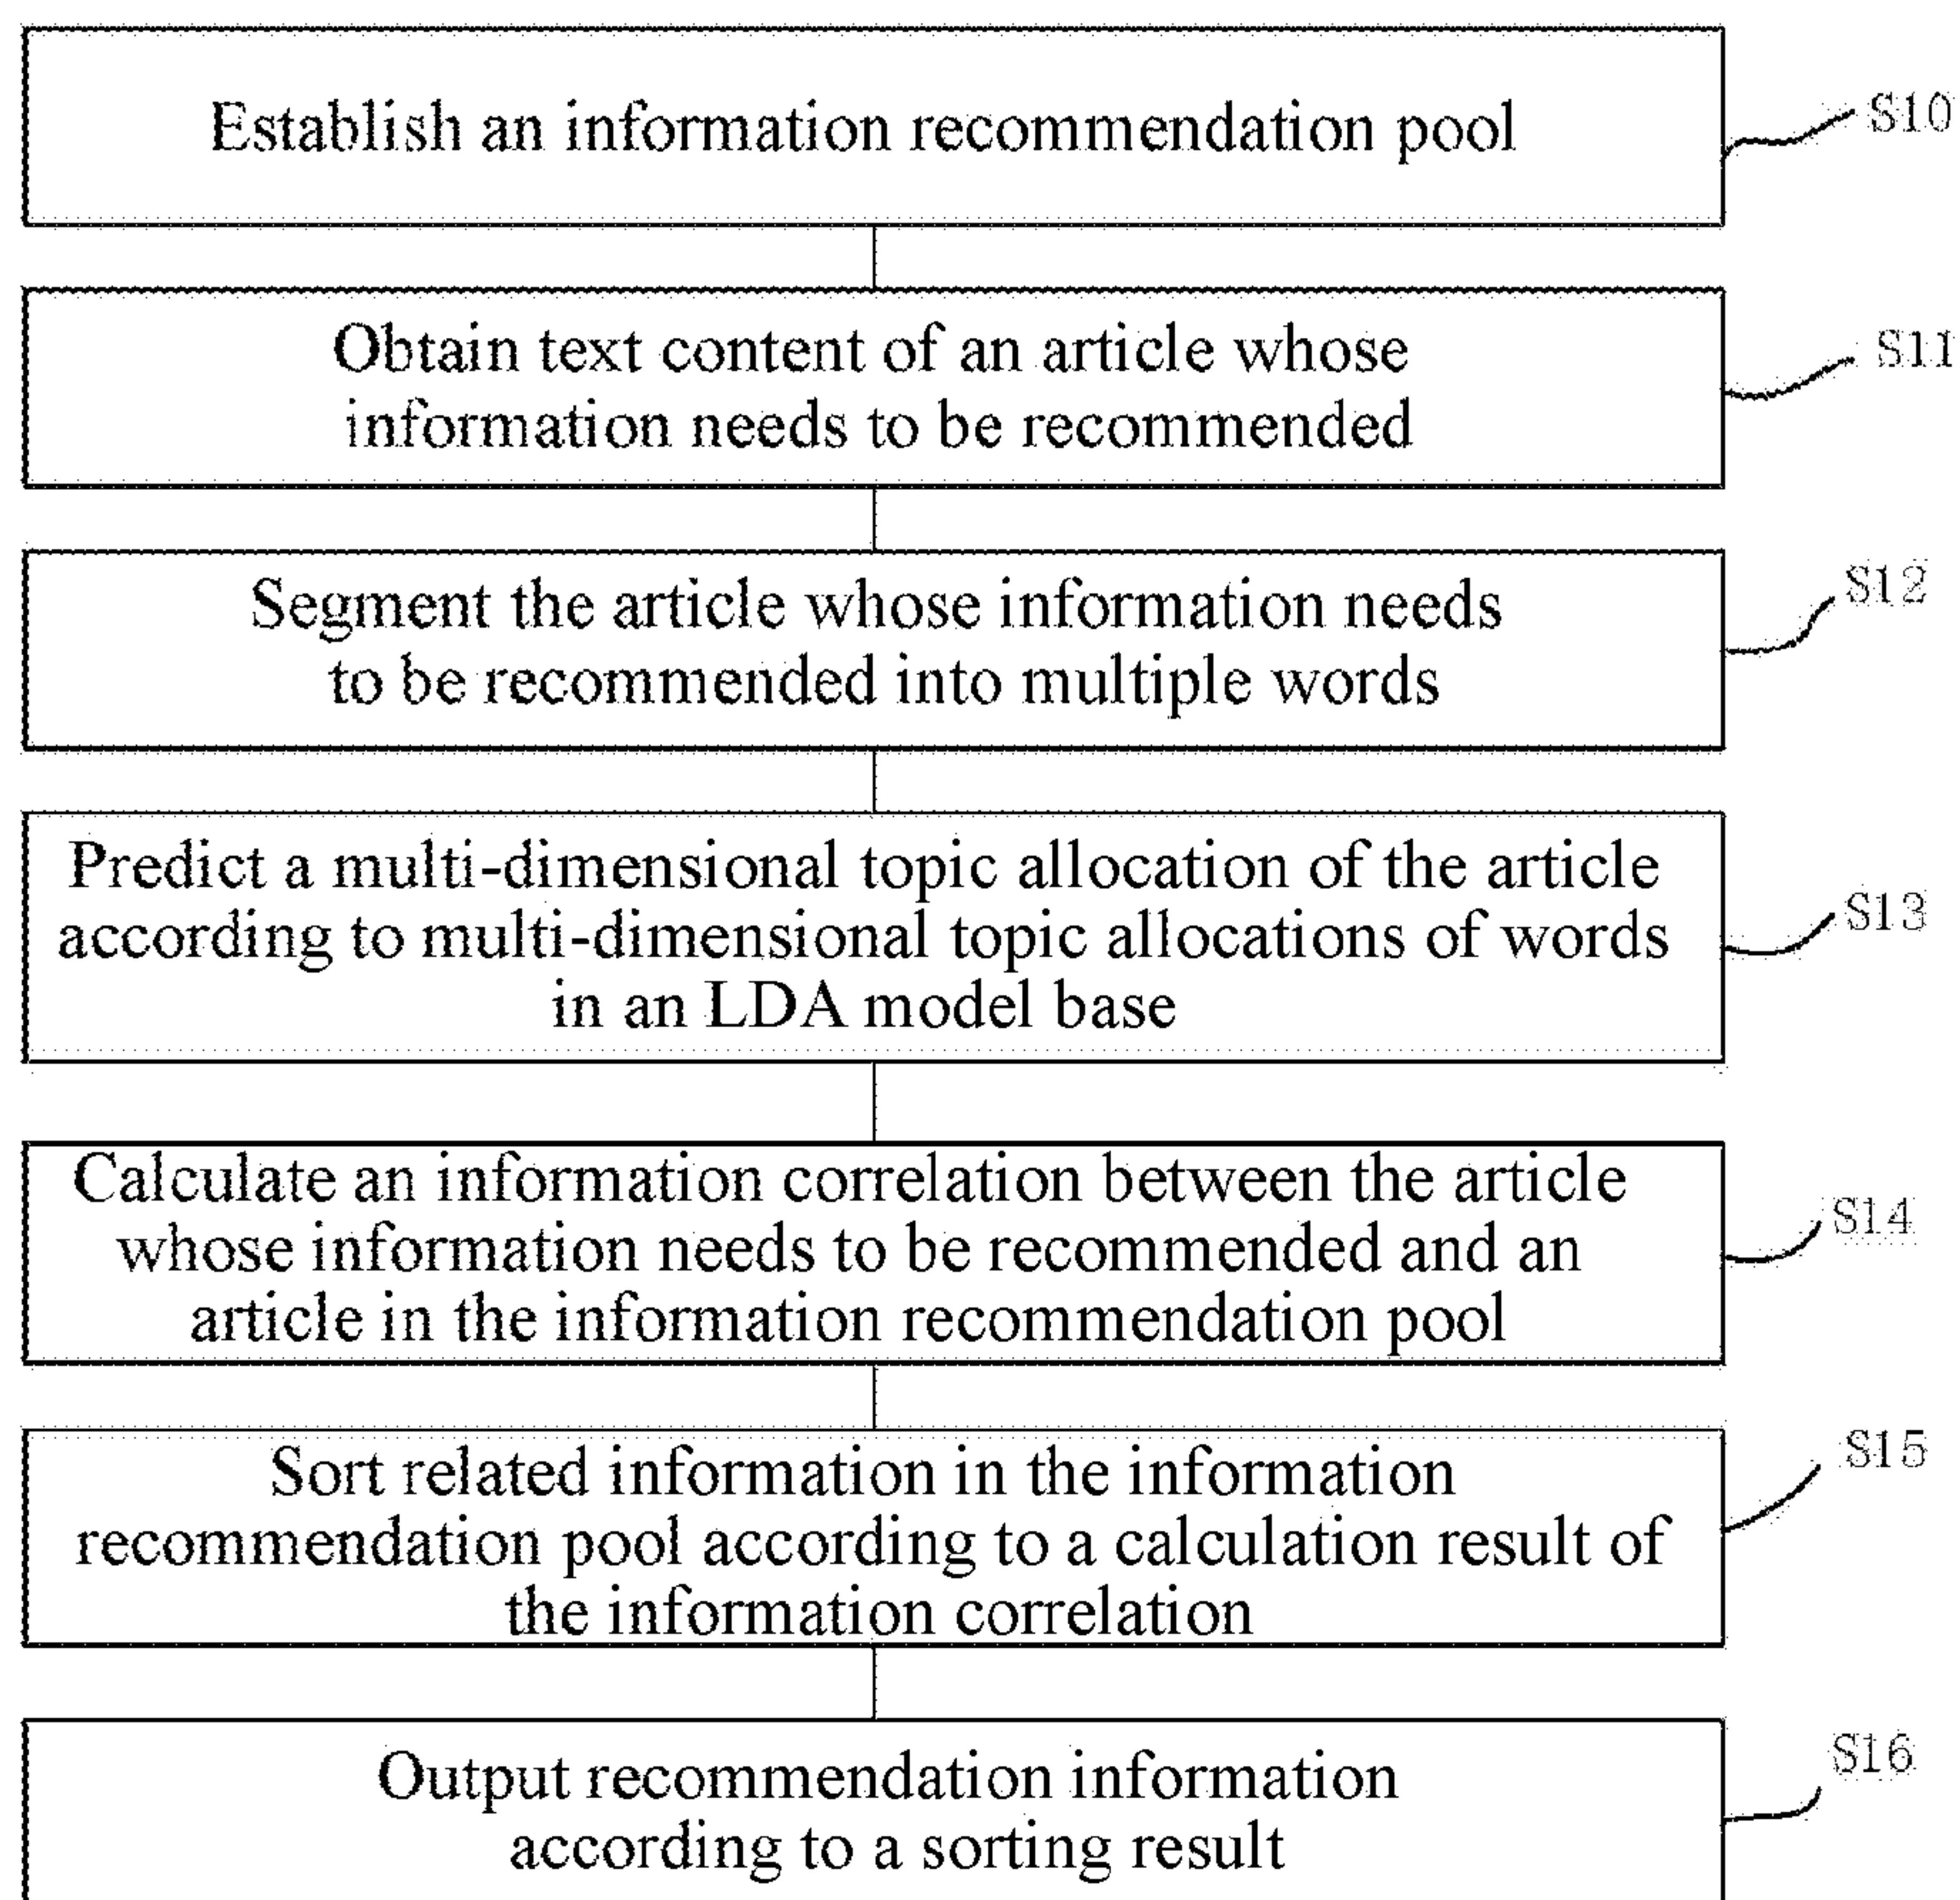 Establish an information recommendation pool
S10
Obtain text content of an article whose
information needs to be recommended
S11
Segment the article whose information needs
to be recommended into multiple words
S12
Predict a multi-dimensional topic allocation of the article
according to multi-dimensional topic allocations of words
in an LDA model base
S13
Calculate an information correlation between the article
whose information needs to be recommended and an
article in the information recommendation pool
S14
Sort related information in the information
recommendation pool according to a calculation result of
the information correlation
S15
Output recommendation information
according to a sorting result
S16